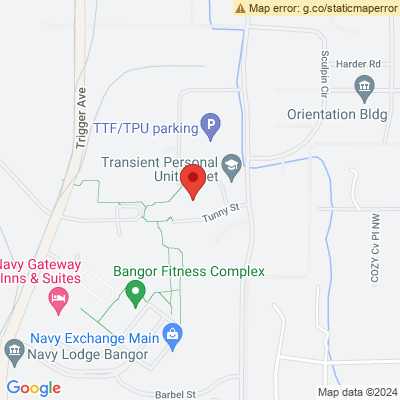 Map error: g.co/staticmaperror
Harder Rd
Sculpin Cir
Trigger Ave
Orientation Bldg
TTF/TPU parking
Transient Personal
Unit
Tunny St
COZY Cv Pl NW
Navy Gateway
Inns & Suites
Bangor Fitness Complex
Navy Exchange Main
Navy Lodge Bangor
Google
Barbel St
Map data ©2024